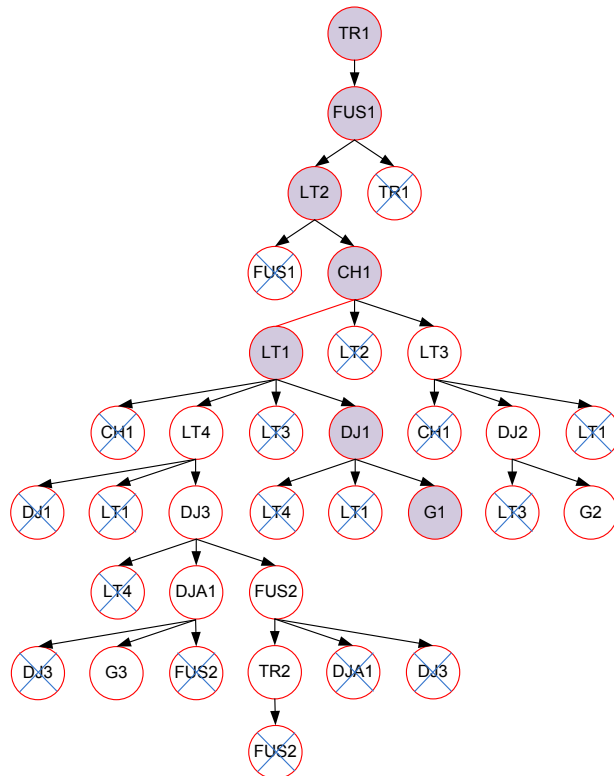 TR1
FUS1
LT2 TR1
FUS1 CH1
LT1 LT2 LT3
CH1 LT4 LT3 DJ1 CH1 DJ2 LT1
DJ1 LT1 DJ3 LT4 LT1 G1 LT3 G2
LT4 DJA1 FUS2
DJ3 G3 FUS2 TR2 DJA1 DJ3
FUS2